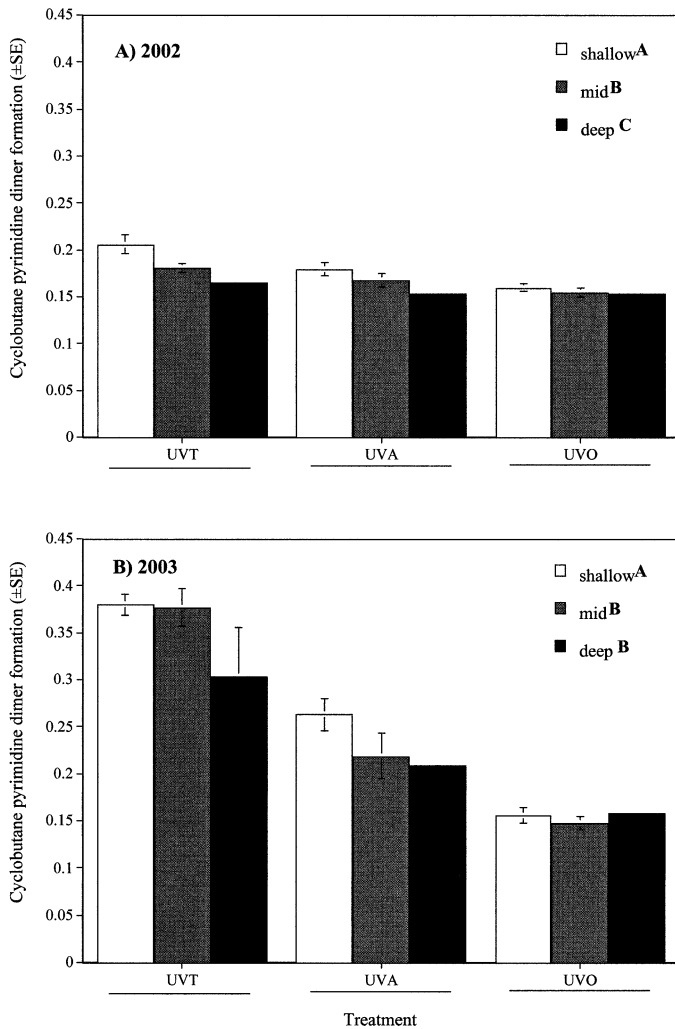 Cyclobutane pyrimidine dimer formation (±SE)
0.45
0.4
0.35
0.3
0.25
0.2
0.15
0.1
0.05
0
A) 2002
shallow A
mid B
deep C
UVT
UVA
UVO
Cyclobutane pyrimidine dimer formation (±SE)
0.45
0.4
0.35
0.3
0.25
0.2
0.15
0.1
0.05
0
B) 2003
shallow A
mid B
deep B
UVT
UVA
UVO
Treatment